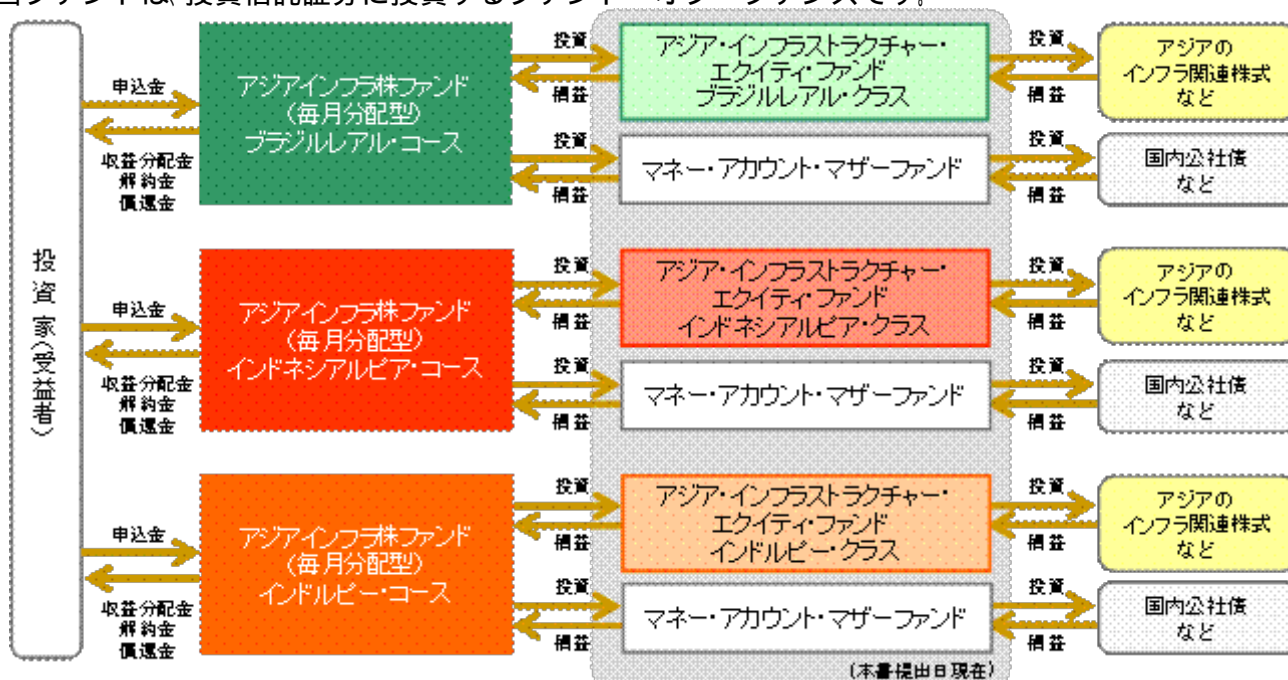 当ファンドは、投資信託証券に投資するファンド・オブ・ファンズです。
投資家(受益者)
申込金
収益分配金
解約金
償還金
アジアインフラ株ファンド
(毎月分配型)
ブラジルレアル・コース
投資
損益
アジア・インフラストラクチャー・
エクイティ・ファンド
ブラジルレアル・クラス
投資
損益
アジアの
インフラ関連株式
など
投資
損益
マネー・アカウント・マザーファンド
投資
損益
国内公社債
など
申込金
収益分配金
解約金
償還金
アジアインフラ株ファンド
(毎月分配型)
インドネシアルピア・コース
投資
損益
アジア・インフラストラクチャー・
エクイティ・ファンド
インドネシアルピア・クラス
投資
損益
アジアの
インフラ関連株式
など
投資
損益
マネー・アカウント・マザーファンド
投資
損益
国内公社債
など
申込金
収益分配金
解約金
償還金
アジアインフラ株ファンド
(毎月分配型)
インドルピー・コース
投資
損益
アジア・インフラストラクチャー・
エクイティ・ファンド
インドルピー・クラス
投資
損益
アジアの
インフラ関連株式
など
投資
損益
マネー・アカウント・マザーファンド
投資
損益
国内公社債
など
(本書提出日現在)